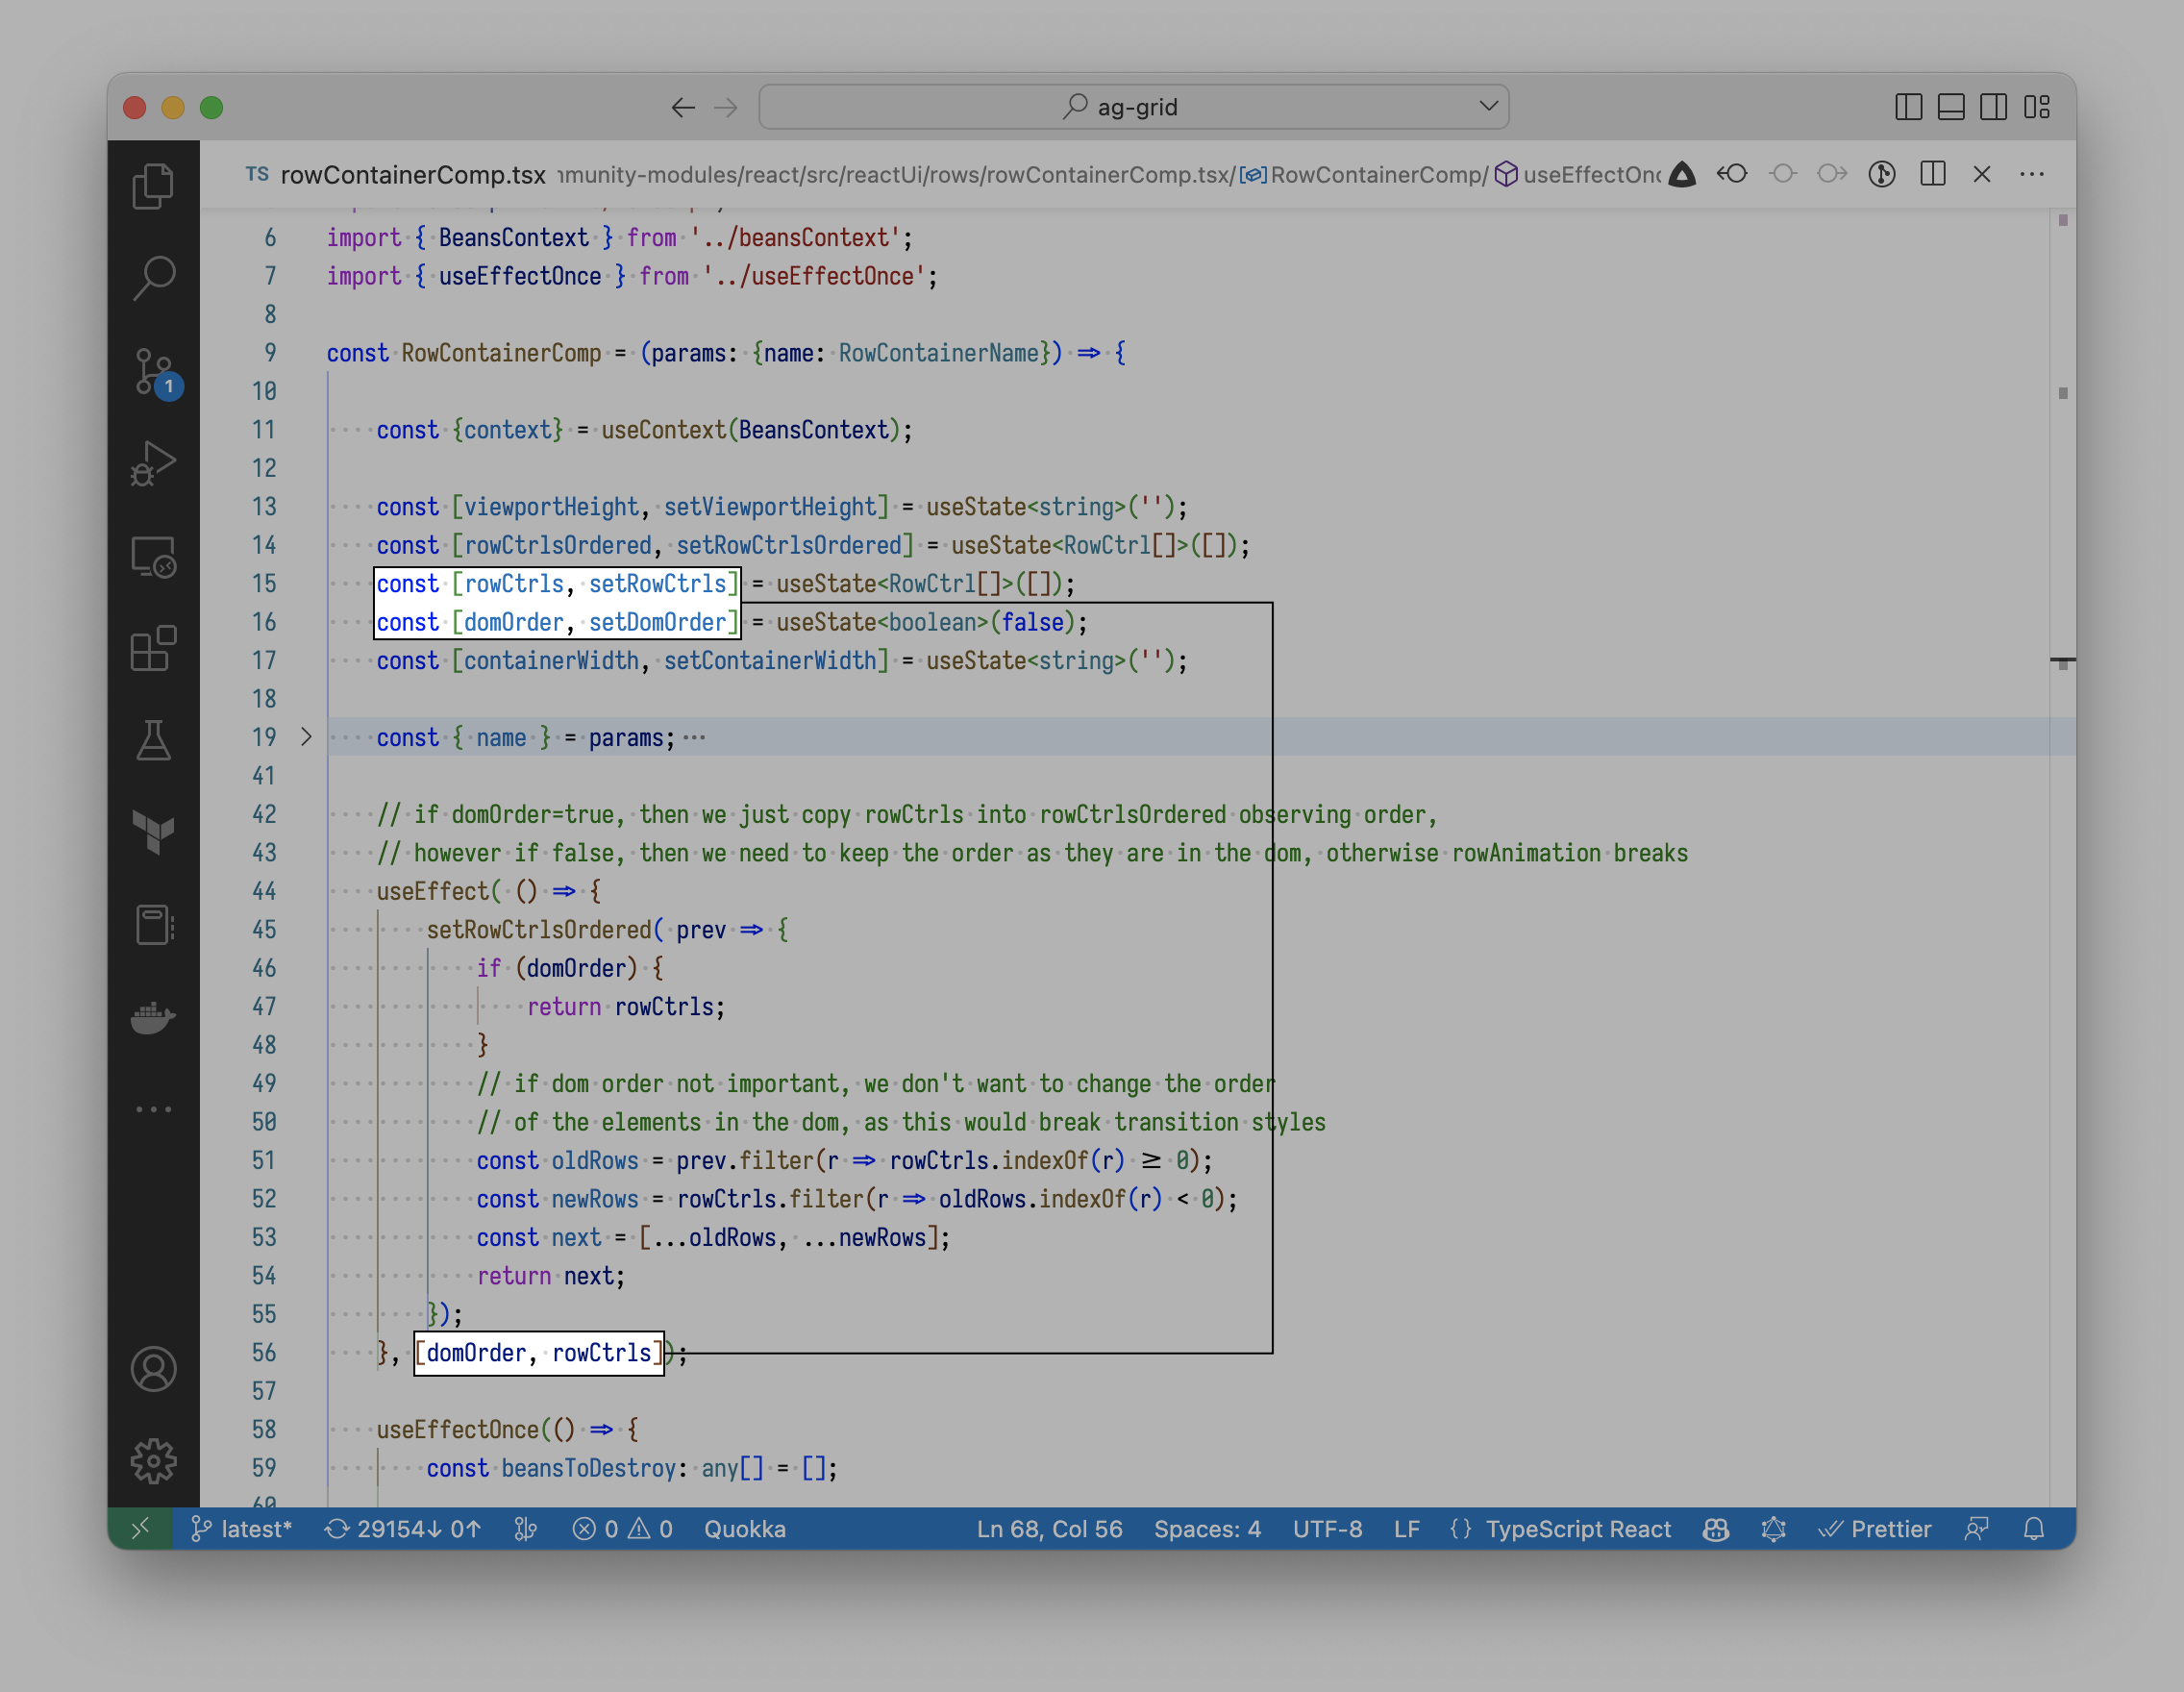 ag-grid
TS rowContainerComp.tsx munity-modules/react/src/reactUi/rows/rowContainerComp.tsx/ RowContainerComp/ useEffectOnc
6 import { BeansContext } from '../beansContext';
7 import { useEffectOnce } from '../useEffectOnce';
8
9 const RowContainerComp = (params: {name: RowContainerName}) => {
10
11 const {context} = useContext(BeansContext);
12
13 const [viewportHeight, setViewportHeight] = useState<string>('');
14 const [rowCtrlsOrdered, setRowCtrlsOrdered] = useState<RowCtrl[]>([]);
15 const [rowCtrls, setRowCtrls] = useState<RowCtrl[]>([]);
16 const [domOrder, setDomOrder] = useState<boolean>(false);
17 const [containerWidth, setContainerWidth] = useState<string>('');
18
19 const { name } = params; ...
41
42 // if domOrder=true, then we just copy rowCtrls into rowCtrlsOrdered observing order,
43 // however if false, then we need to keep the order as they are in the dom, otherwise rowAnimation breaks
44 useEffect( () => {
45 setRowCtrlsOrdered( prev => {
46 if (domOrder) {
47 return rowCtrls;
48 }
49 // if dom order not important, we don't want to change the order
50 // of the elements in the dom, as this would break transition styles
51 const oldRows = prev.filter(r => rowCtrls.indexOf(r) >= 0);
52 const newRows = rowCtrls.filter(r => oldRows.indexOf(r) < 0);
53 const next = [...oldRows, ...newRows];
54 return next;
55 });
56 }, [domOrder, rowCtrls]);
57
58 useEffectOnce(() => {
59 const beansToDestroy: any[] = [];
60
1
latest* 29154↓ 0↑ 0 0 Quokka Ln 68, Col 56 Spaces: 4 UTF-8 LF {} TypeScript React Prettier